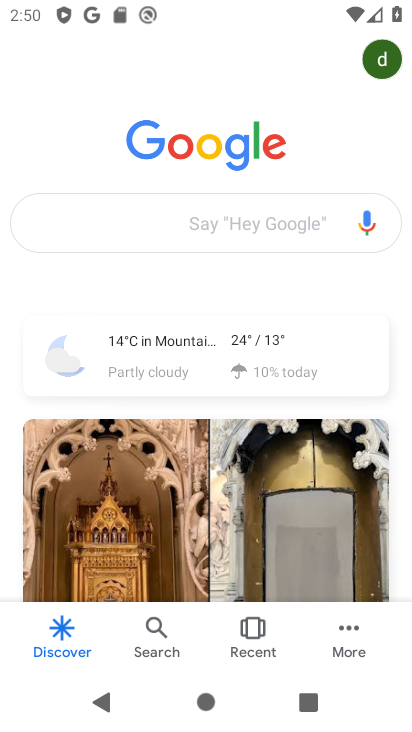 2:50
d
Google
Say "Hey Google"
14°C in Mountai... 24° / 13°
Partly cloudy 10% today
Discover Search Recent More